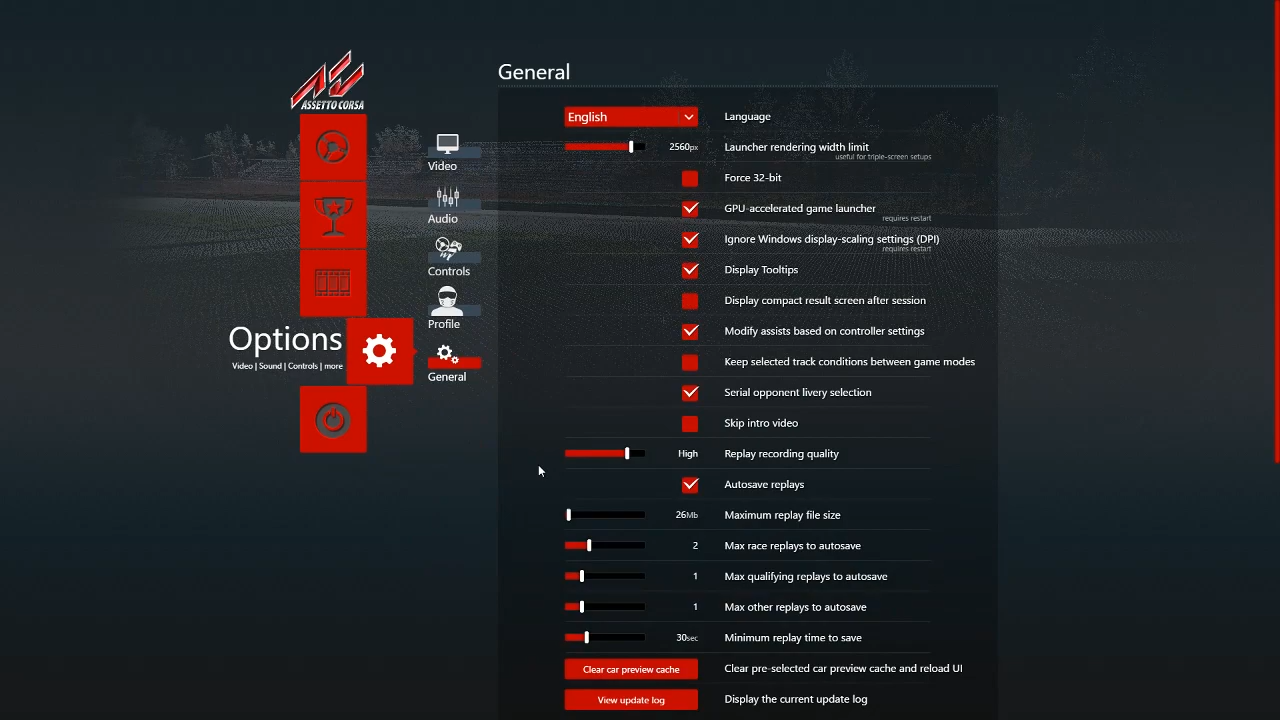 ASSETTO CORSA
Options
Video | Sound | Controls | more
Video
Audio
Controls
Profile
General
General
English
Language
2560px
Launcher rendering width limit
useful for triple-screen setups
Force 32-bit
GPU-accelerated game launcher
requires restart
Ignore Windows display-scaling settings (DPI)
requires restart
Display Tooltips
Display compact result screen after session
Modify assists based on controller settings
Keep selected track conditions between game modes
Serial opponent livery selection
Skip intro video
High
Replay recording quality
Autosave replays
26Mb
Maximum replay file size
2
Max race replays to autosave
1
Max qualifying replays to autosave
1
Max other replays to autosave
30sec
Minimum replay time to save
Clear car preview cache
Clear pre-selected car preview cache and reload UI
View update log
Display the current update log